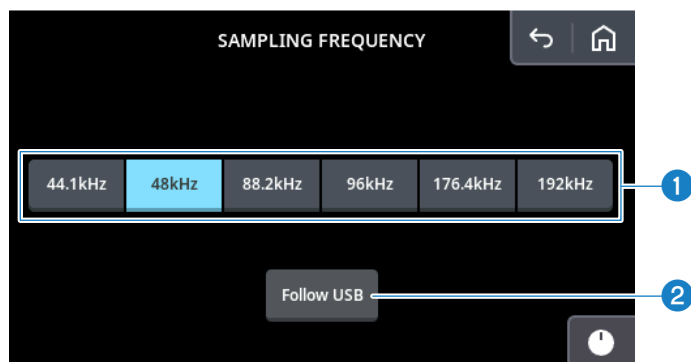 SAMPLING FREQUENCY
44.1kHz 48kHz 88.2kHz 96kHz 176.4kHz 192kHz
1
Follow USB
2